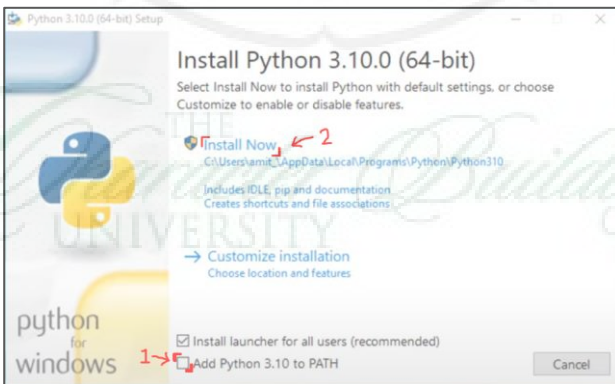 Python 3.10.0 (64-bit) Setup
Install Python 3.10.0 (64-bit)
Select Install Now to install Python with default settings, or choose
Customize to enable or disable features.
THE
Install Now 2
C:\Users\amit_\AppData\Local\Programs\Python\Python310
Includes IDLE, pip and documentation
Creates shortcuts and file associations
UNIVERSITY
→ Customize installation
Choose location and features
python
for
windows
Install launcher for all users (recommended)
1 Add Python 3.10 to PATH
Cancel